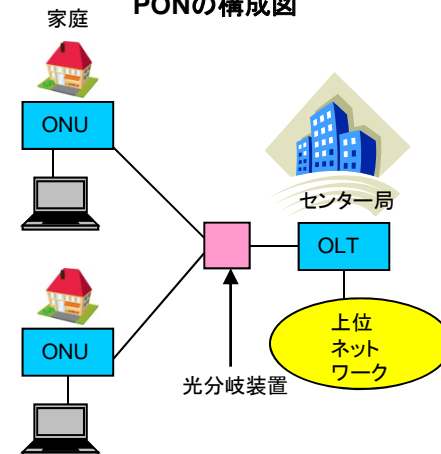 PONの構成図
家庭
ONU
センター局
OLT
ONU
上位
ネット
ワーク
光分岐装置